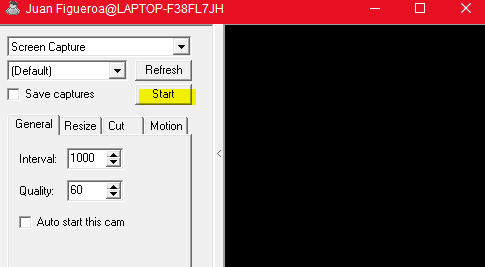 Juan Figueroa@LAPTOP-F38FL7JH
Screen Capture
(Default) Refresh
Save captures Start
General Resize Cut Motion
Interval: 1000
Quality: 60
Auto start this cam